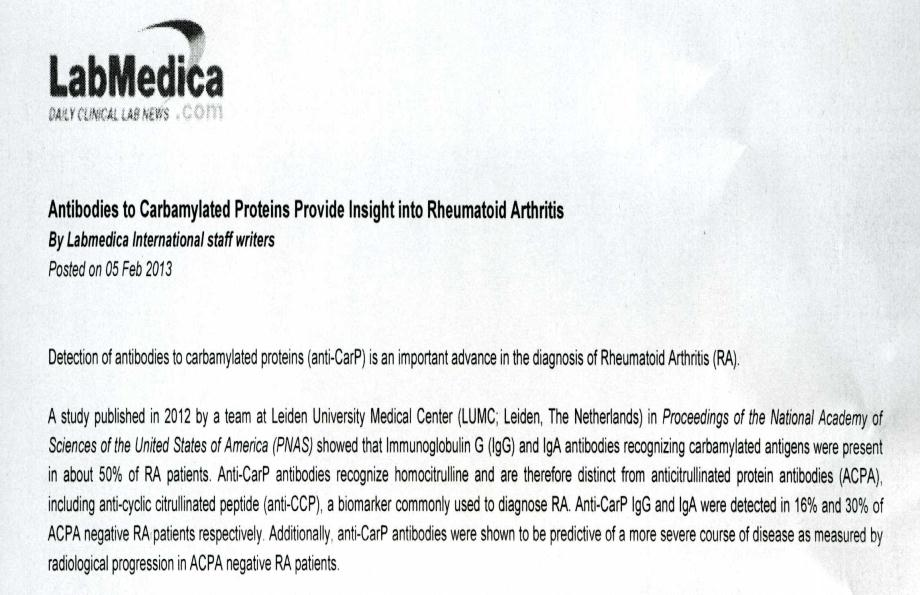 LabMedica
DAILY CLINICAL LAB NEWS .com
Antibodies to Carbamylated Proteins Provide Insight into Rheumatoid Arthritis
By Labmedica International staff writers
Posted on 05 Feb 2013
Detection of antibodies to carbamylated proteins (anti-CarP) is an important advance in the diagnosis of Rheumatoid Arthritis (RA).
A study published in 2012 by a team at Leiden University Medical Center (LUMC; Leiden, The Netherlands) in Proceedings of the National Academy of
Sciences of the United States of America (PNAS) showed that Immunoglobulin G (IgG) and IgA antibodies recognizing carbamylated antigens were present
in about 50% of RA patients. Anti-CarP antibodies recognize homocitrulline and are therefore distinct from anticitrullinated protein antibodies (ACPA),
including anti-cyclic citrullinated peptide (anti-CCP), a biomarker commonly used to diagnose RA. Anti-CarP IgG and IgA were detected in 16% and 30% of
ACPA negative RA patients respectively. Additionally, anti-CarP antibodies were shown to be predictive of a more severe course of disease as measured by
radiological progression in ACPA negative RA patients.